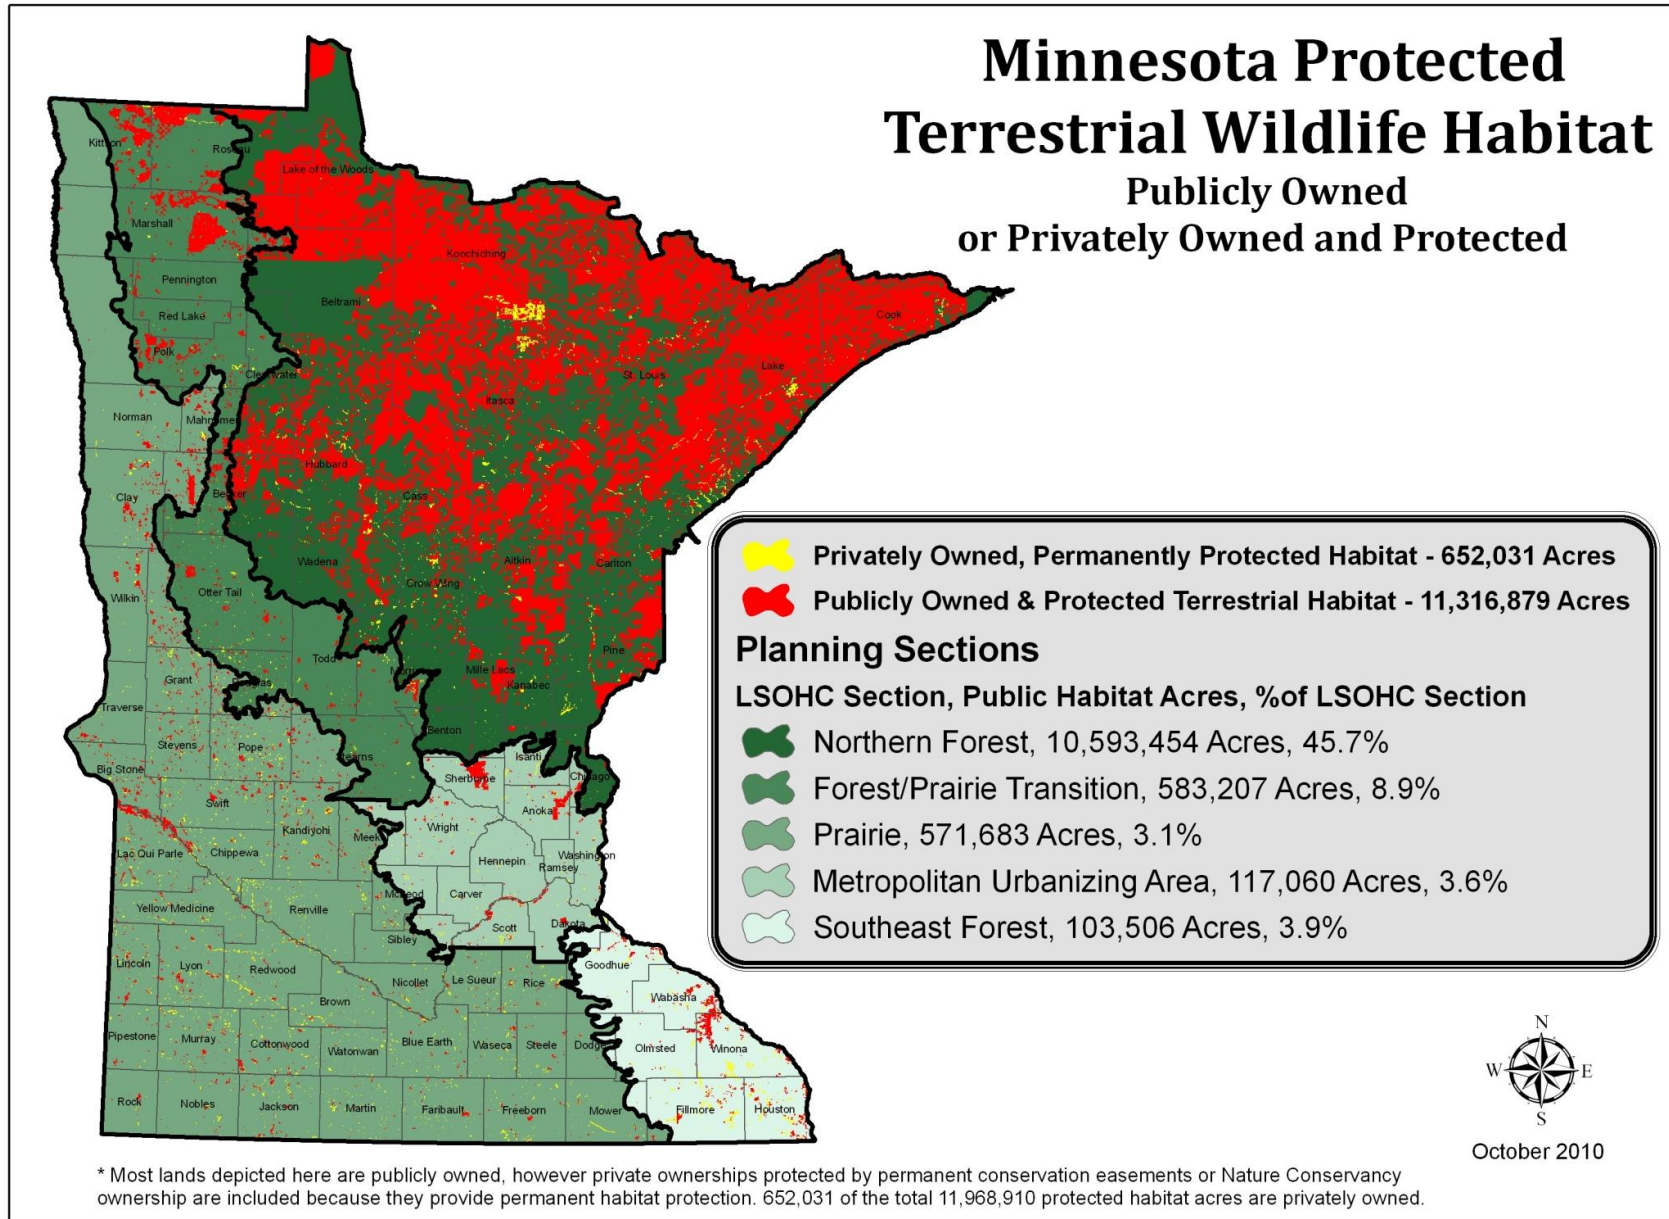 Minnesota Protected
Terrestrial Wildlife Habitat
Publicly Owned
or Privately Owned and Protected
Kittson
Roseau
Lake of the Woods
Marshall
Koochiching
Pennington
Beltrami
Red Lake
Cook
Polk
Clearwater
St. Louis
Lake
Itasca
Norman
Mahnomen
Hubbard
Clay
Becker
Cass
Wadena
Aitkin
Carlton
Crow Wing
Wilkin
Otter Tail
Todd
Morrison
Mille Lacs
Pine
Kanabec
Grant
Douglas
Traverse
Benton
Stevens
Pope
Stearns
Isanti
Big Stone
Sherburne
Chisago
Swift
Anoka
Kandiyohi
Meeker
Wright
Lac Qui Parle
Chippewa
Hennepin
Washington
Ramsey
McLeod
Carver
Yellow Medicine
Renville
Scott
Dakota
Sibley
Lincoln
Lyon
Redwood
Goodhue
Nicollet
Le Sueur
Rice
Brown
Wabasha
Pipestone
Murray
Cottonwood
Watonwan
Blue Earth
Waseca
Steele
Dodge
Olmsted
Winona
Rock
Nobles
Jackson
Martin
Faribault
Freeborn
Mower
Fillmore
Houston
Privately Owned, Permanently Protected Habitat - 652,031 Acres
Publicly Owned & Protected Terrestrial Habitat - 11,316,879 Acres
Planning Sections
LSOHC Section, Public Habitat Acres, %of LSOHC Section
Northern Forest, 10,593,454 Acres, 45.7%
Forest/Prairie Transition, 583,207 Acres, 8.9%
Prairie, 571,683 Acres, 3.1%
Metropolitan Urbanizing Area, 117,060 Acres, 3.6%
Southeast Forest, 103,506 Acres, 3.9%
N
W
E
S
October 2010
* Most lands depicted here are publicly owned, however private ownerships protected by permanent conservation easements or Nature Conservancy
ownership are included because they provide permanent habitat protection. 652,031 of the total 11,968,910 protected habitat acres are privately owned.